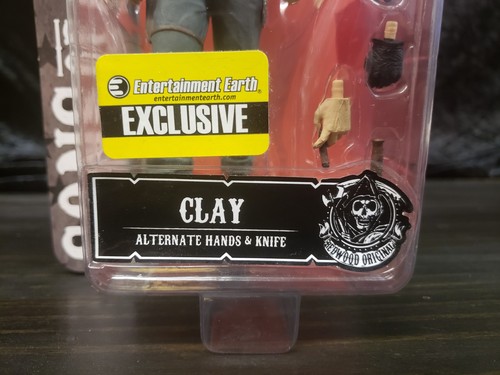 Entertainment Earth
entertainmentearth.com
EXCLUSIVE
CLAY
ALTERNATE HANDS & KNIFE
REDWOOD ORIGINAL